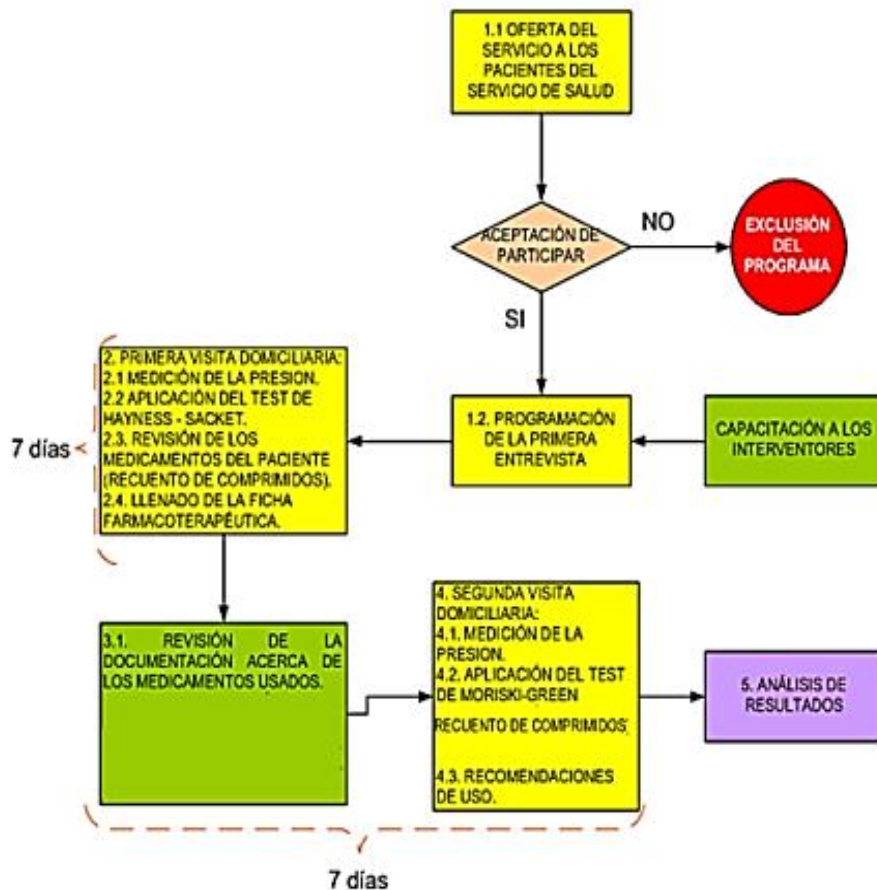 1.1 OFERTA DEL
SERVICIO A LOS
PACIENTES DEL
SERVICIO DE SALUD
ACEPTACIÓN DE
PARTICIPAR
NO
EXCLUSIÓN
DEL
PROGRAMA
SI
2. PRIMERA VISITA DOMICILIARIA:
2.1 MEDICIÓN DE LA PRESION.
2.2 APLICACIÓN DEL TEST DE
HAYNESS - SACKET.
2.3. REVISIÓN DE LOS
MEDICAMENTOS DEL PACIENTE
(RECUENTO DE COMPRIMIDOS).
2.4. LLENADO DE LA FICHA
FARMACOTERAPÉUTICA.
7 días
1.2. PROGRAMACIÓN
DE LA PRIMERA
ENTREVISTA
CAPACITACIÓN A LOS
INTERVENTORES
3.1. REVISIÓN DE LA
DOCUMENTACIÓN ACERCA DE
LOS MEDICAMENTOS USADOS.
4. SEGUNDA VISITA
DOMICILIARIA:
4.1. MEDICIÓN DE LA
PRESION.
4.2. APLICACIÓN DEL TEST
DE MORISKI-GREEN
RECUENTO DE COMPRIMIDOS
4.3. RECOMENDACIONES
DE USO.
5. ANÁLISIS DE
RESULTADOS
7 días